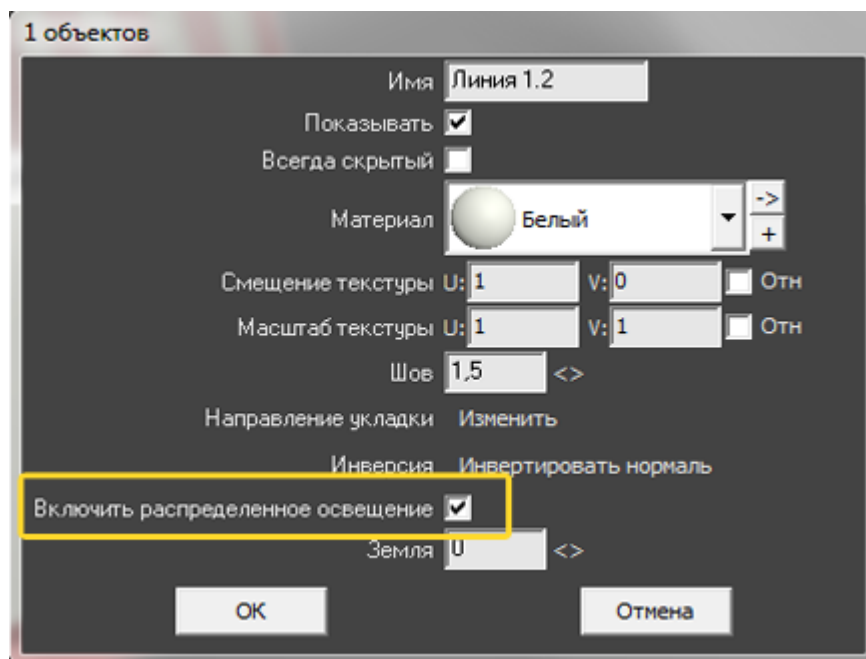 1 объектов
Имя Линия 1.2
Показывать
Всегда скрытый
Материал Белый -> +
Смещение текстуры U: 1 V: 0 Отн
Масштаб текстуры U: 1 V: 1 Отн
Шов 1,5 <>
Направление укладки Изменить
Инверсия Инвертировать нормаль
Включить распределенное освещение
Земля 0 <>
OK Отмена